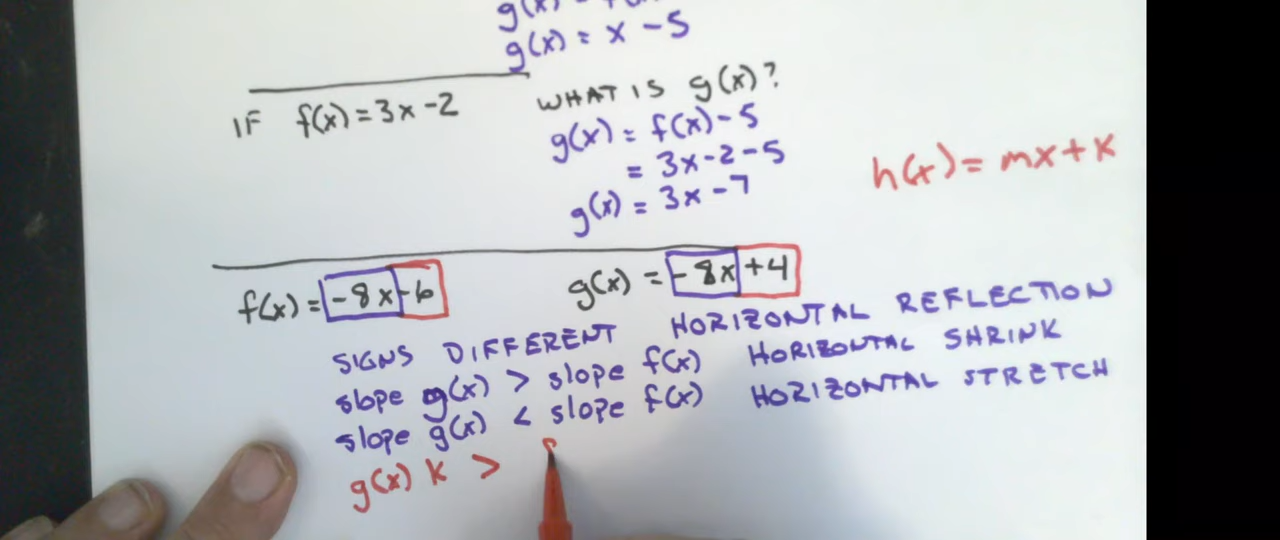 g(x) =
g(x) = x - 5
IF f(x) = 3x - 2
WHAT IS g(x)?
g(x) = f(x) - 5
= 3x - 2 - 5
g(x) = 3x - 7
h(x) = mx + k
f(x) = -8x - 6
g(x) = -8x + 4
SIGNS DIFFERENT HORIZONTAL REFLECTION
slope g(x) > slope f(x) HORIZONTAL SHRINK
slope g(x) < slope f(x) HORIZONTAL STRETCH
g(x) k >